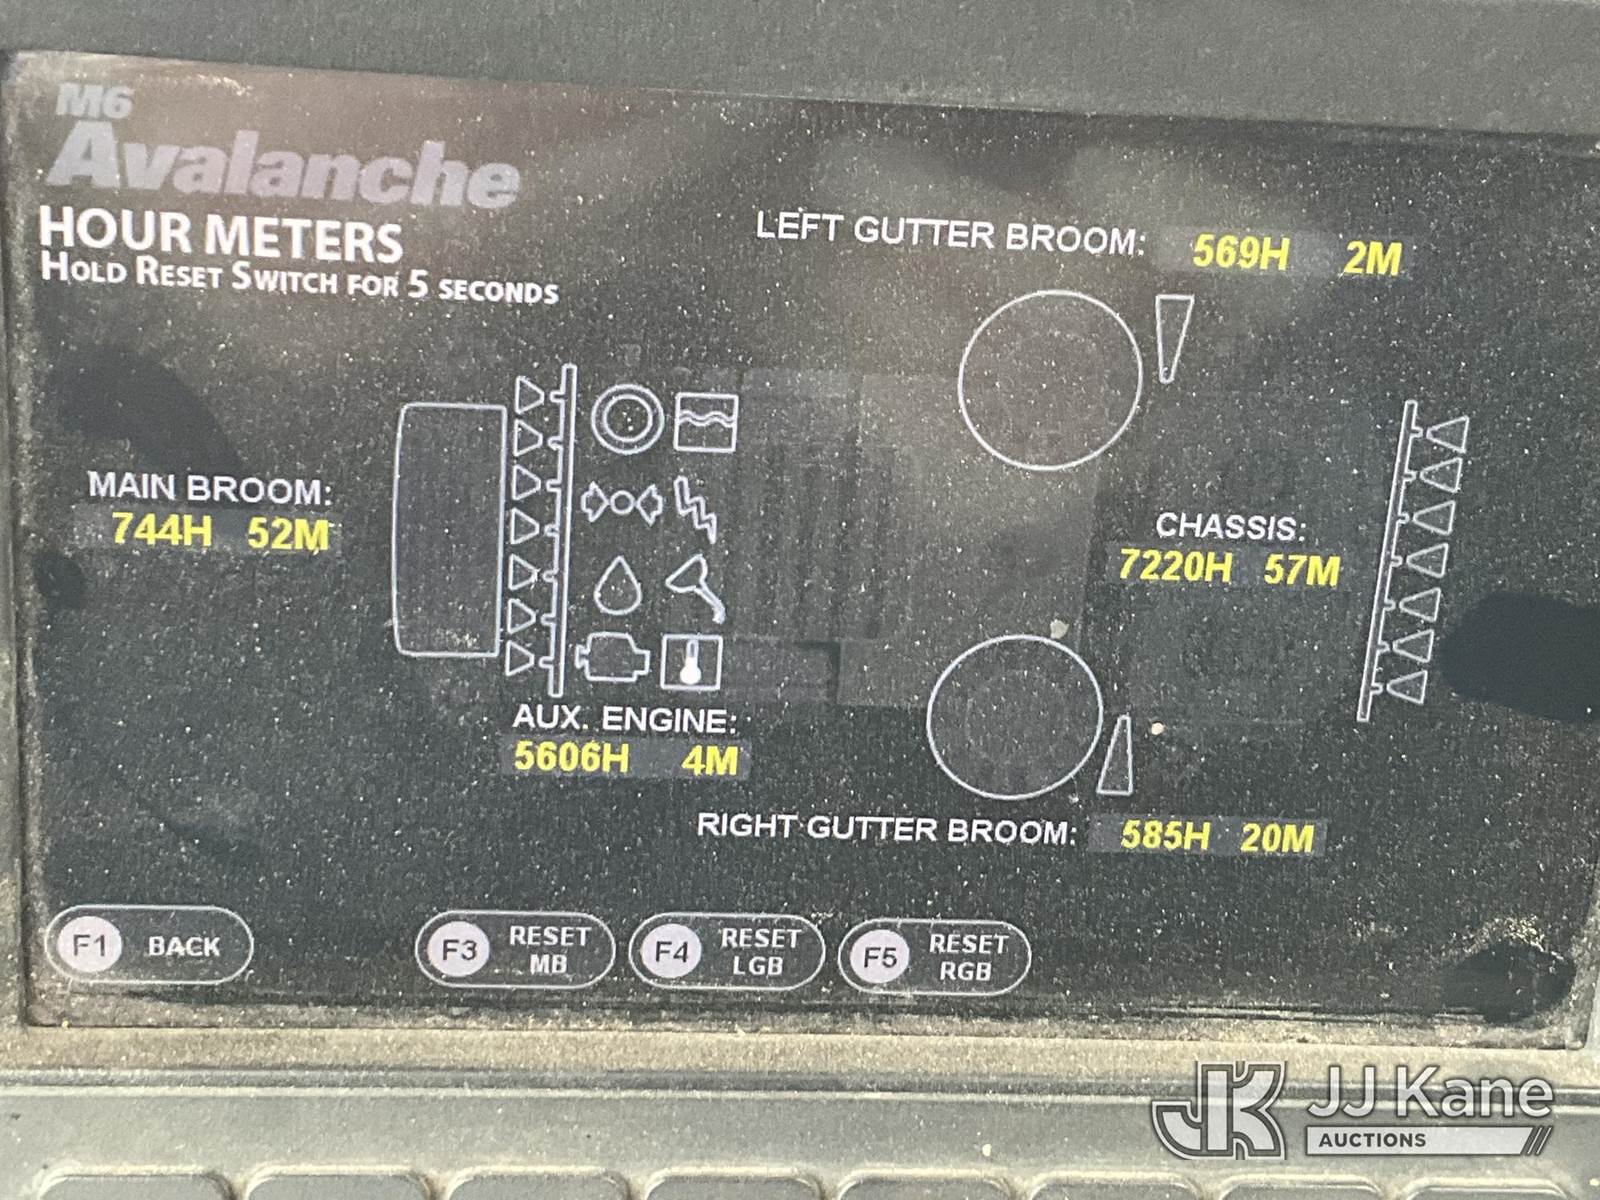 M6
Avalanche
HOUR METERS
HOLD RESET SWITCH FOR 5 SECONDS
LEFT GUTTER BROOM: 569H 2M
MAIN BROOM:
744H 52M
CHASSIS:
7220H 57M
AUX. ENGINE:
5606H 4M
RIGHT GUTTER BROOM: 585H 20M
F1 BACK
F3 RESET MB
F4 RESET LGB
F5 RESET RGB
JK JJ Kane
AUCTIONS